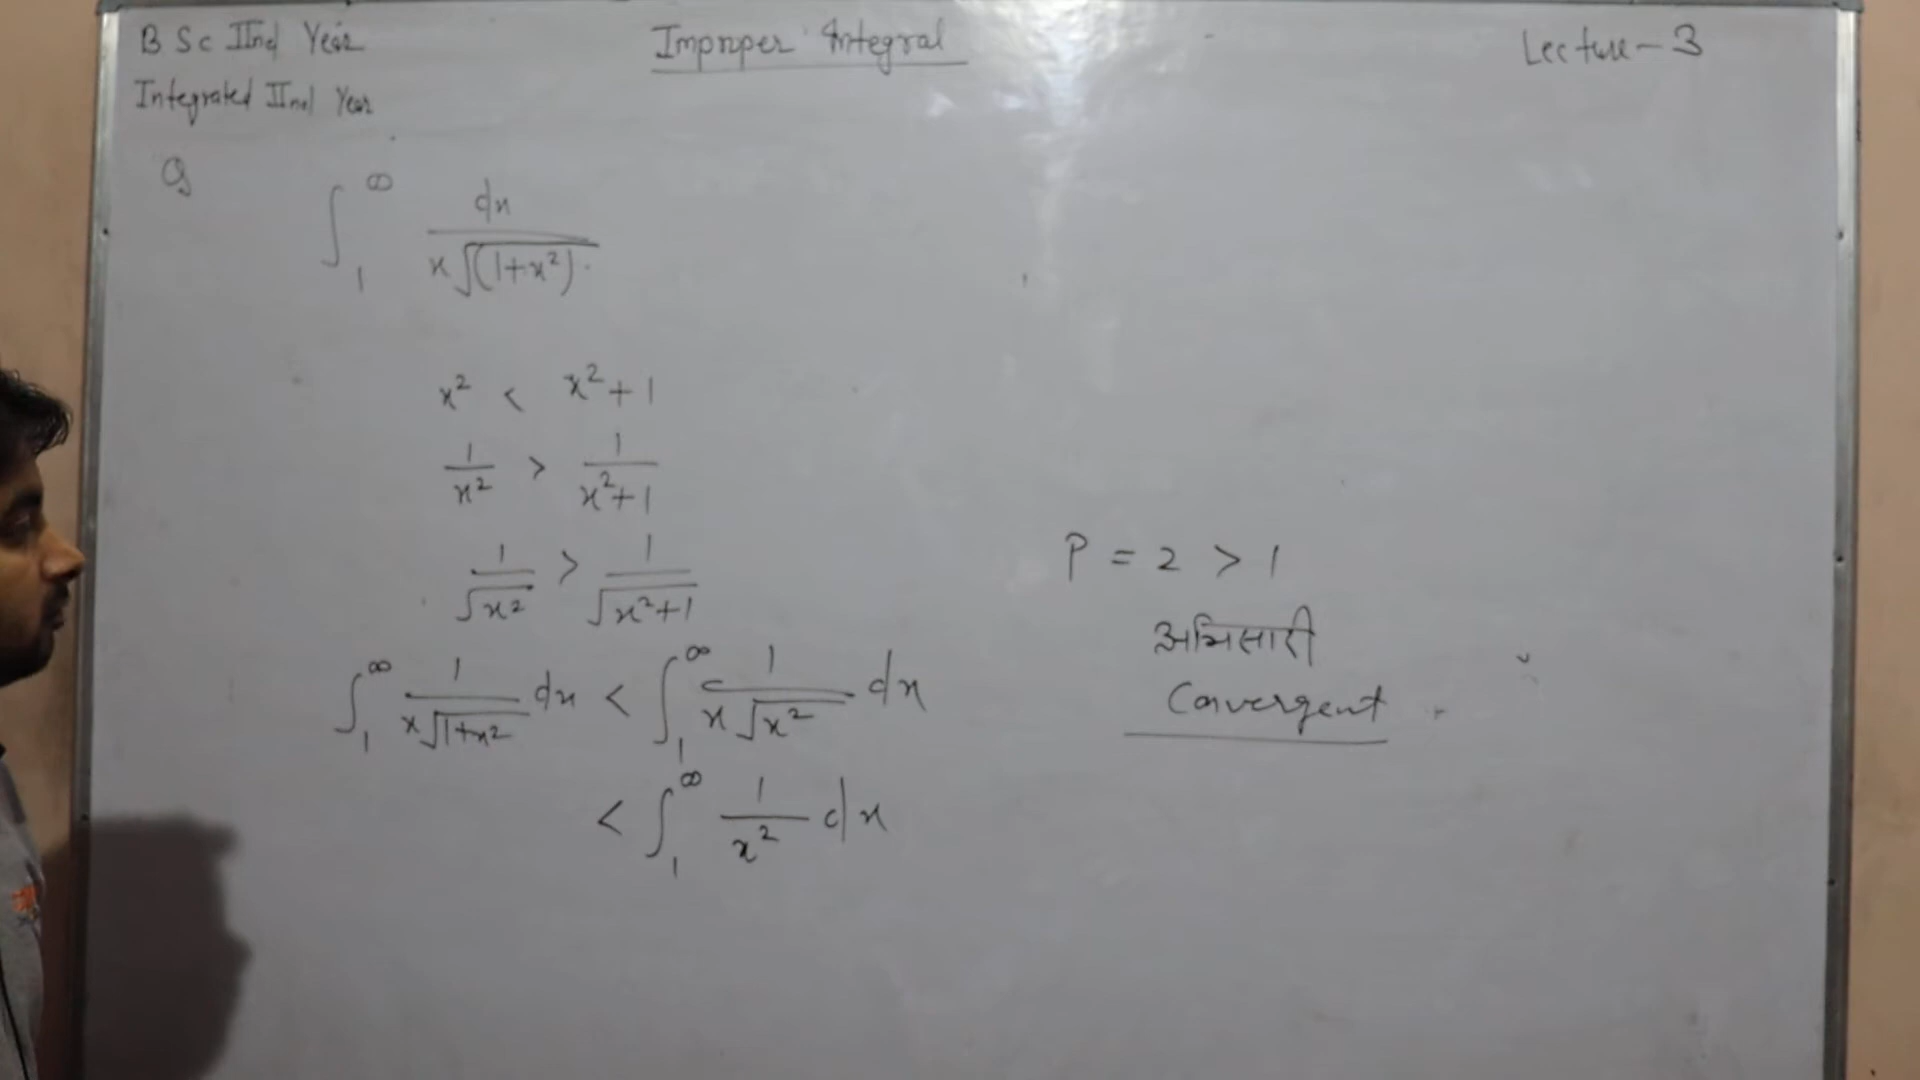 B Sc IInd Year
Improper Integral
Lecture - 3
Integrated IInd Year
Q ∫₁^∞ dx / x√(1+x²)
x² < x²+1
1/x² > 1/x²+1
1/√x² > 1/√x²+1
∫₁^∞ 1/x√1+x² dx < ∫₁^∞ 1/x√x² dx
< ∫₁^∞ 1/x² dx
P = 2 > 1
अभिसारी
Convergent